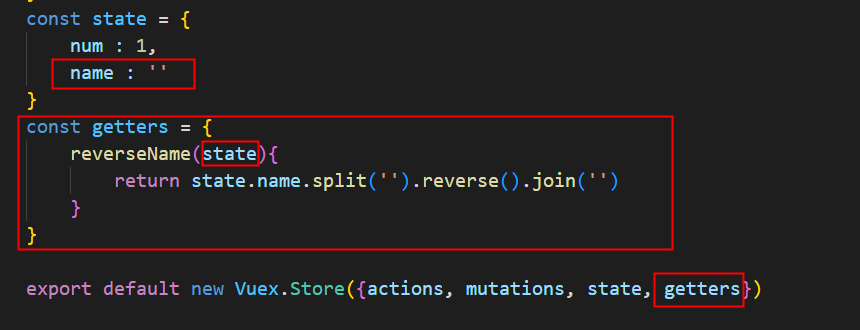 const state = {
num : 1,
name : ''
}
const getters = {
reverseName(state){
return state.name.split('').reverse().join('')
}
}
export default new Vuex.Store({actions, mutations, state, getters})